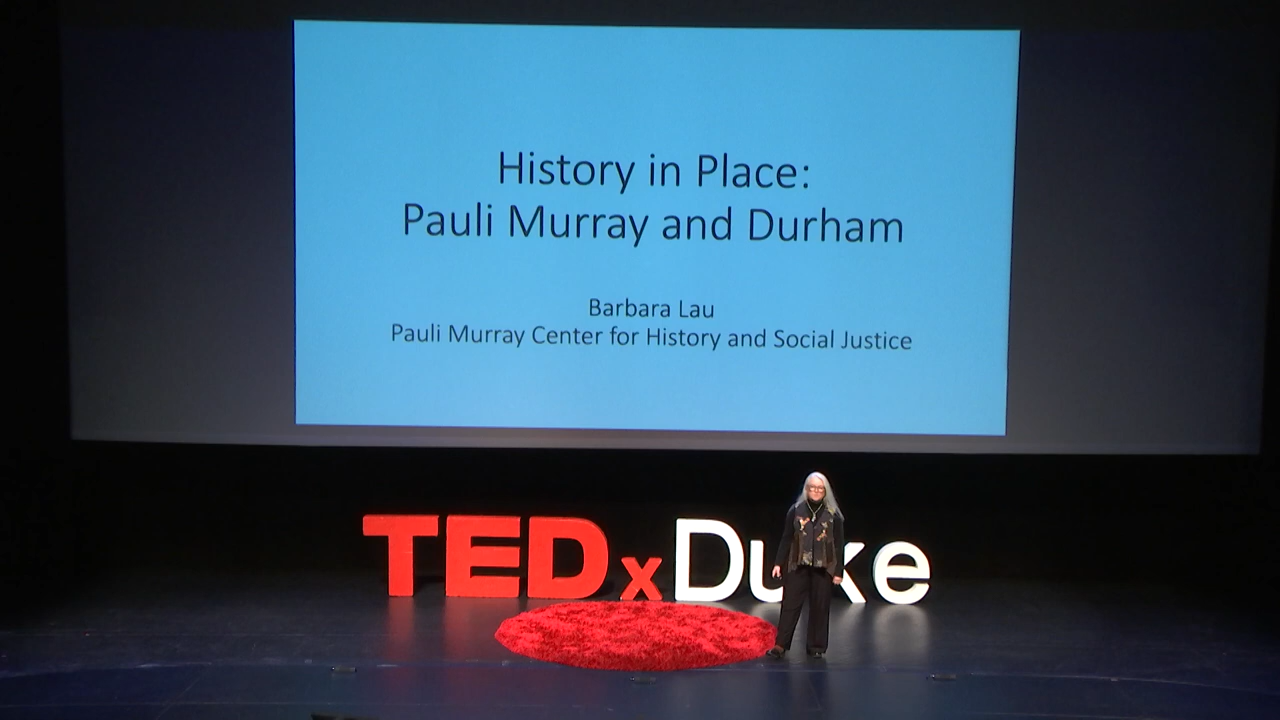 History in Place:
Pauli Murray and Durham
Barbara Lau
Pauli Murray Center for History and Social Justice
TEDxDuke